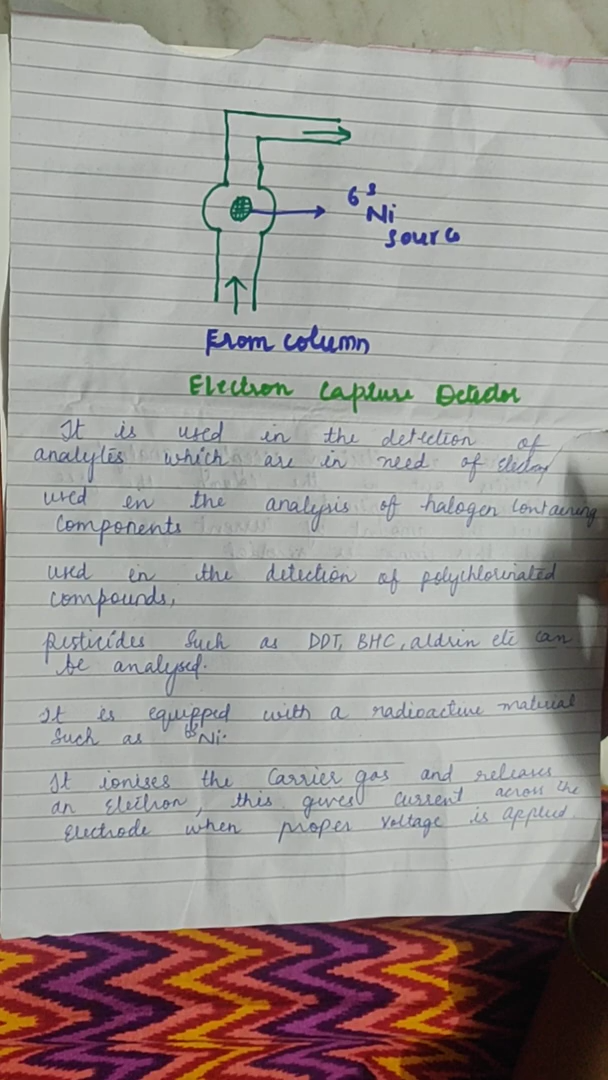 63
Ni
source
From column
Electron Capture Detector
It is used in the detection of
analytes which are in need of
used in the analysis of halogen containing
components
used in the detection of polychlorinated
compounds,
pesticides such as DDT, BHC, aldrin etc can
be analysed.
It is equipped with a radioactive material
such as 63Ni.
It ionises the carrier gas and releases
an electron, this gives current across the
electrode when proper voltage is applied.